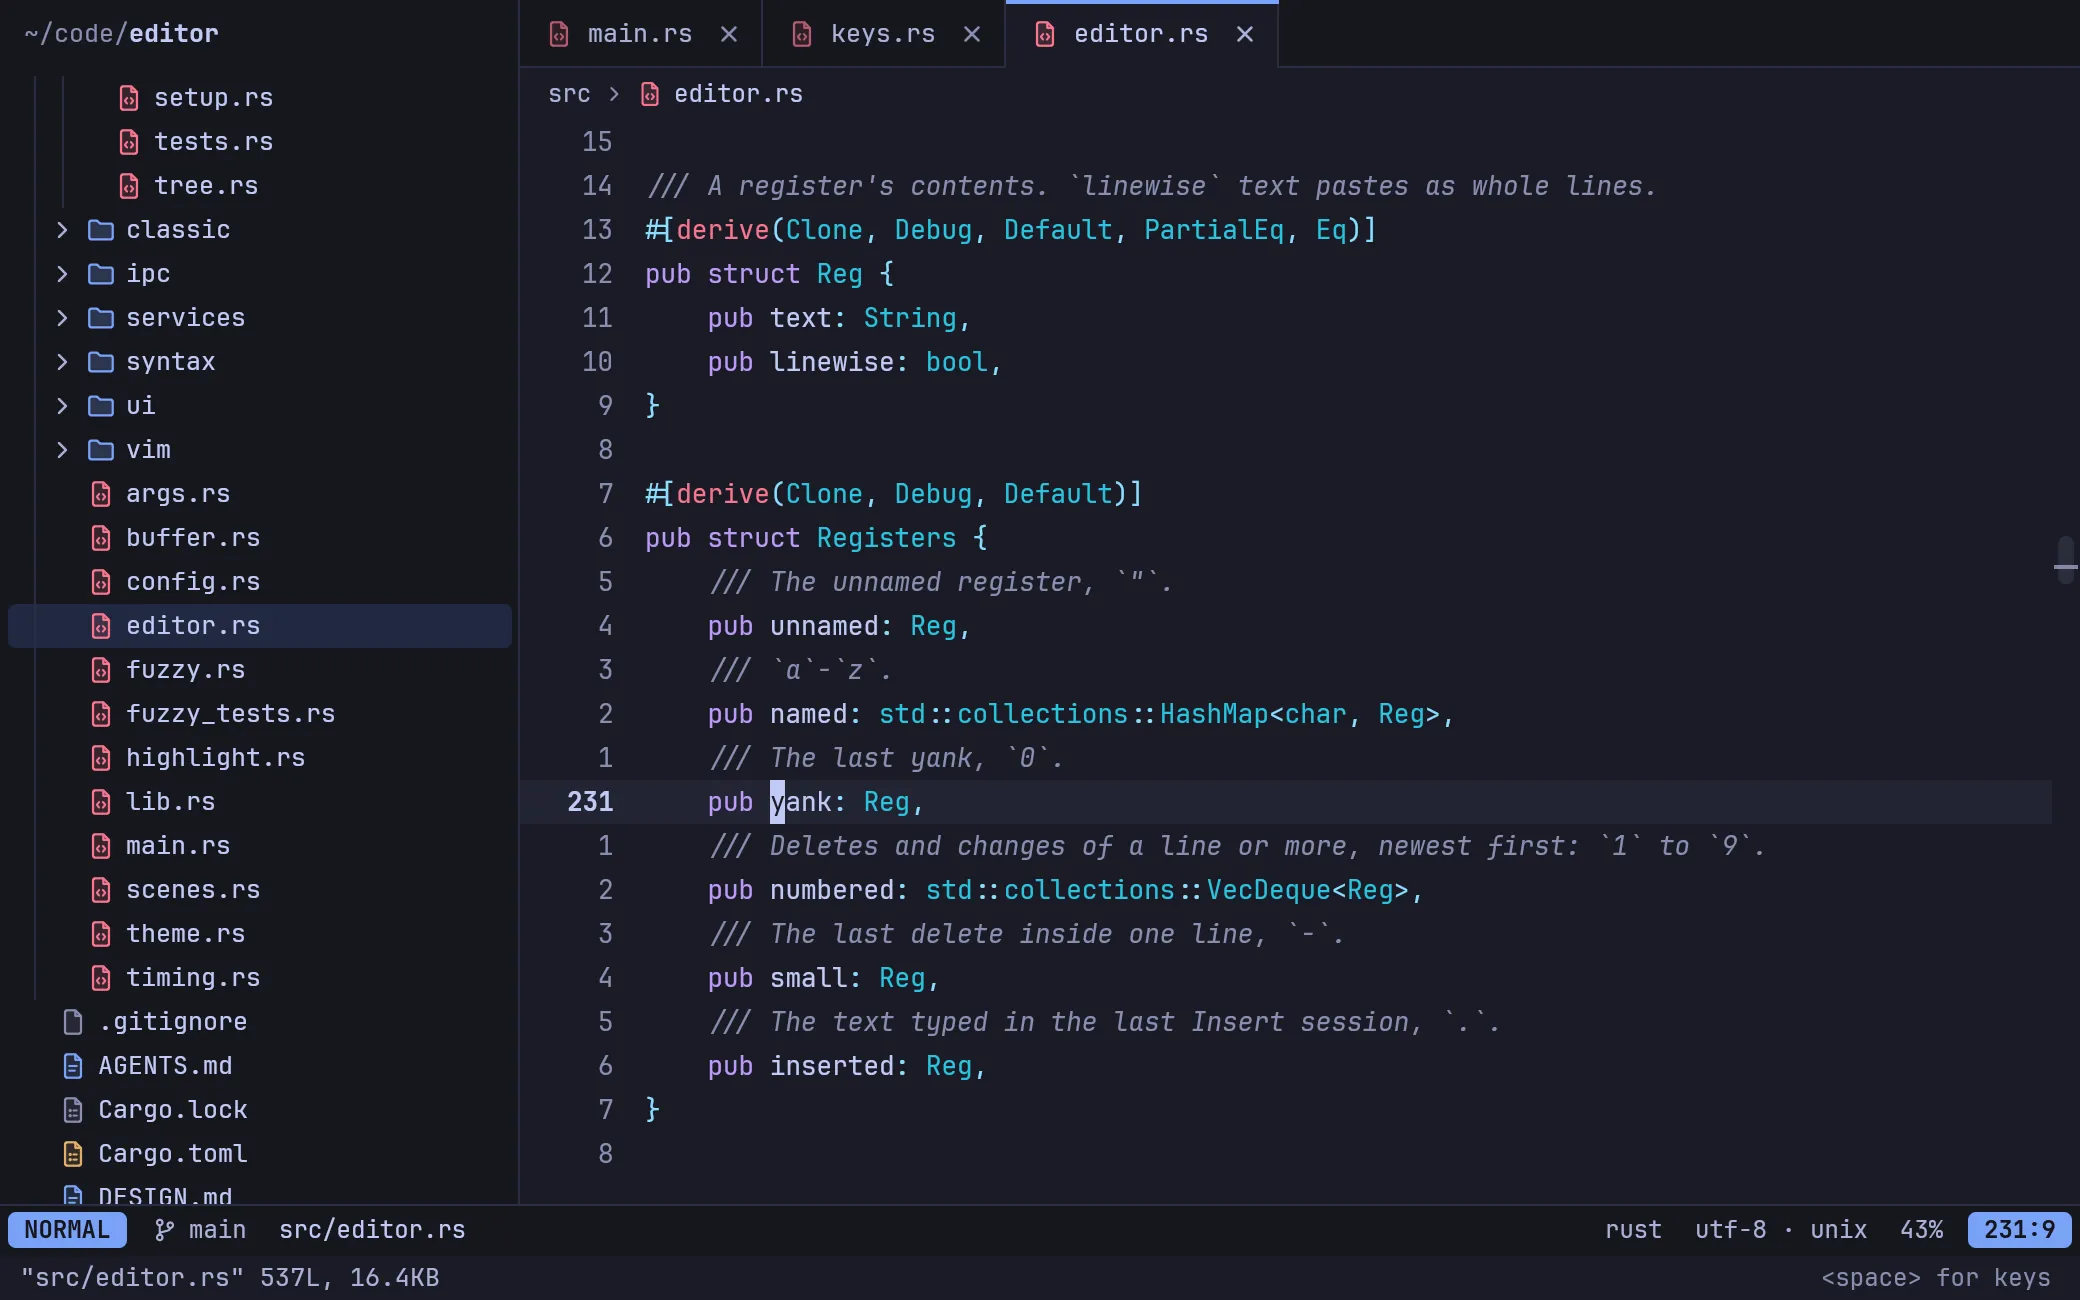 ~/code/editor
setup.rs
tests.rs
tree.rs
classic
ipc
services
syntax
ui
vim
args.rs
buffer.rs
config.rs
editor.rs
fuzzy.rs
fuzzy_tests.rs
highlight.rs
lib.rs
main.rs
scenes.rs
theme.rs
timing.rs
.gitignore
AGENTS.md
Cargo.lock
Cargo.toml
DESIGN.md
main.rs keys.rs editor.rs
src > editor.rs
15
14 /// A register's contents. `linewise` text pastes as whole lines.
13 #[derive(Clone, Debug, Default, PartialEq, Eq)]
12 pub struct Reg {
11     pub text: String,
10     pub linewise: bool,
9 }
8
7 #[derive(Clone, Debug, Default)]
6 pub struct Registers {
5     /// The unnamed register, `"`.
4     pub unnamed: Reg,
3     /// `a`-`z`.
2     pub named: std::collections::HashMap<char, Reg>,
1     /// The last yank, `0`.
231     pub yank: Reg,
1     /// Deletes and changes of a line or more, newest first: `1` to `9`.
2     pub numbered: std::collections::VecDeque<Reg>,
3     /// The last delete inside one line, `-`.
4     pub small: Reg,
5     /// The text typed in the last Insert session, `.`.
6     pub inserted: Reg,
7 }
8
NORMAL main src/editor.rs rust utf-8 · unix 43% 231:9
"src/editor.rs" 537L, 16.4KB <space> for keys